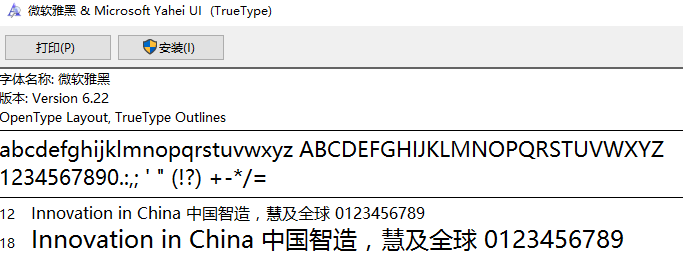 微软雅黑 & Microsoft Yahei UI (TrueType)
打印(P) 安装(I)
字体名称: 微软雅黑
版本: Version 6.22
OpenType Layout, TrueType Outlines
abcdefghijklmnopqrstuvwxyz ABCDEFGHIJKLMNOPQRSTUVWXYZ
1234567890.:,; ' " (!?) +-*/=
12 Innovation in China 中国智造，慧及全球 0123456789
18 Innovation in China 中国智造，慧及全球 0123456789